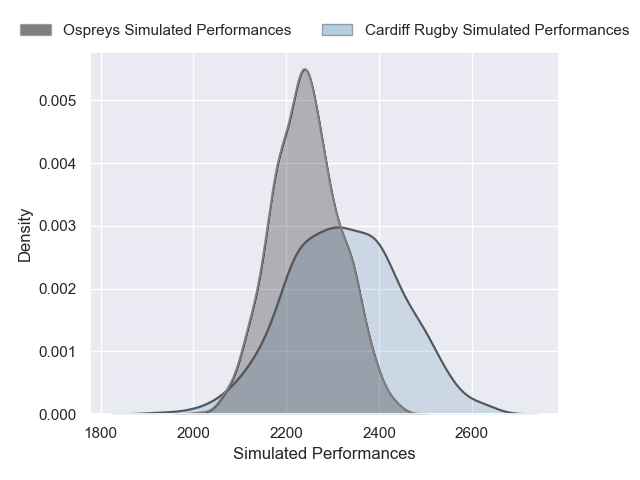 Ospreys Simulated Performances
Cardiff Rugby Simulated Performances
0.005
0.004
0.003
0.002
0.001
0.000
Density
1800
2000
2200
2400
2600
Simulated Performances